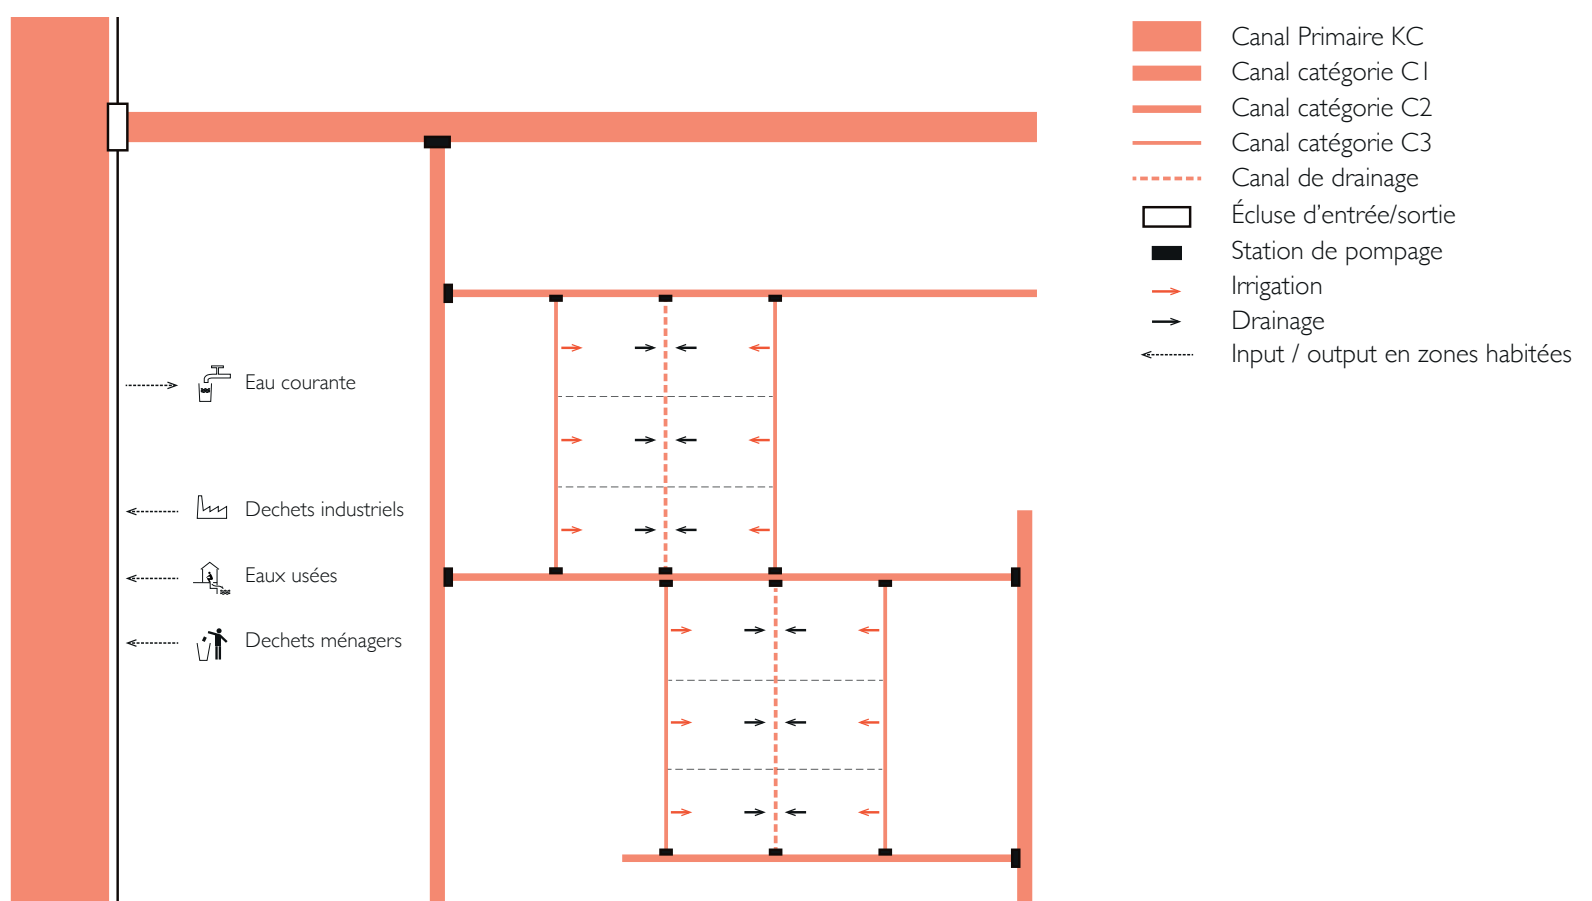 Canal Primaire KC
Canal catégorie C1
Canal catégorie C2
Canal catégorie C3
Canal de drainage
Écluse d'entrée/sortie
Station de pompage
Irrigation
Drainage
Input / output en zones habitées
Eau courante
Dechets industriels
Eaux usées
Dechets ménagers